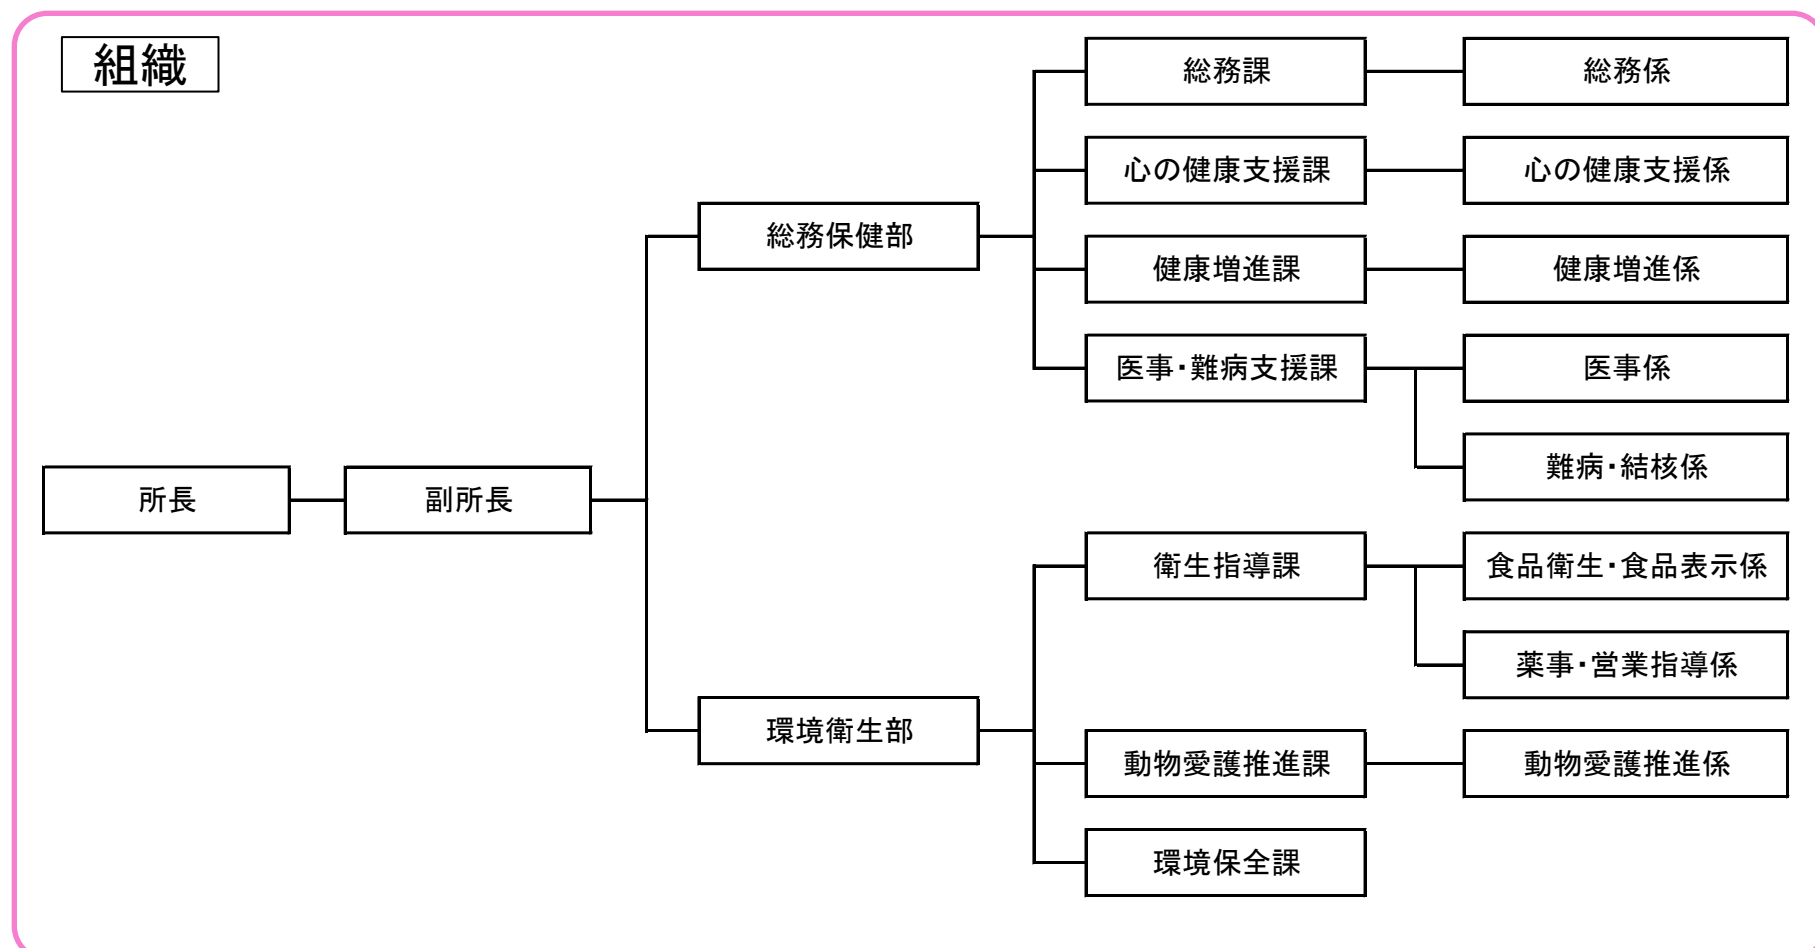 組織
所長
副所長
総務保健部
総務課
総務係
心の健康支援課
心の健康支援係
健康増進課
健康増進係
医事・難病支援課
医事係
難病・結核係
環境衛生部
衛生指導課
食品衛生・食品表示係
薬事・営業指導係
動物愛護推進課
動物愛護推進係
環境保全課